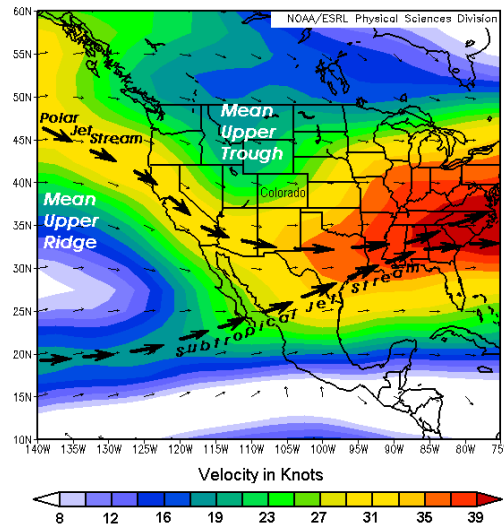 NOAA/ESRL Physical Sciences Division
60N
55N
50N
45N
40N
35N
30N
25N
20N
15N
10N
Polar
Jet Stream
Mean
Upper
Trough
Colorado
Mean
Upper
Ridge
Subtropical Jet Stream
140W 135W 130W 125W 120W 115W 110W 105W 100W 95W 90W 85W 80W 75
Velocity in Knots
8 12 16 19 23 27 31 35 39